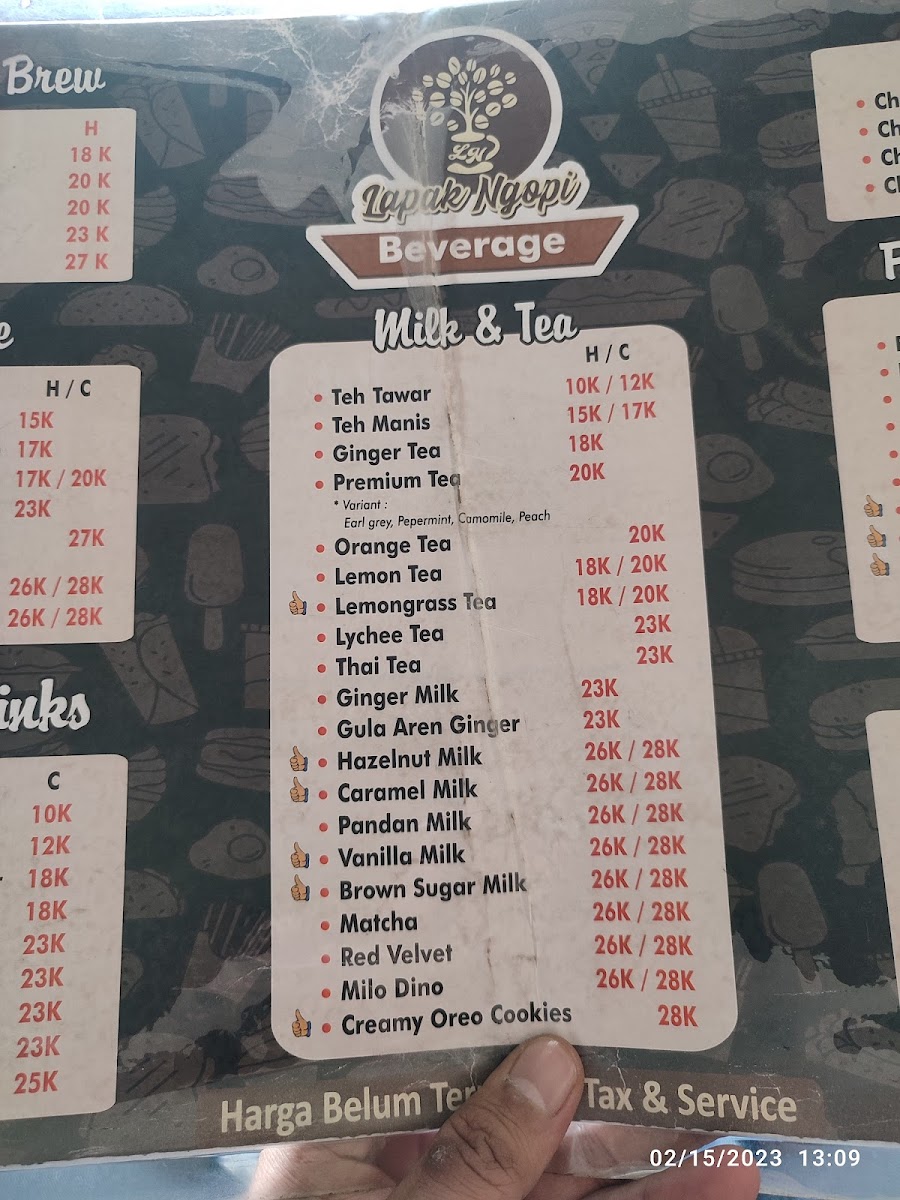 Brew
H
18 K
20 K
20 K
23 K
27 K
H / C
15K
17K
17K / 20K
23K
27K
26K / 28K
26K / 28K
C
10K
12K
18K
18K
23K
23K
23K
23K
25K
LN
Lapak Ngopi
Beverage
Milk & Tea
H / C
Teh Tawar 10K / 12K
Teh Manis 15K / 17K
Ginger Tea 18K
Premium Tea 20K
* Variant :
Earl grey, Pepermint, Camomile, Peach
Orange Tea 20K
Lemon Tea 18K / 20K
Lemongrass Tea 18K / 20K
Lychee Tea 23K
Thai Tea 23K
Ginger Milk 23K
Gula Aren Ginger 23K
Hazelnut Milk 26K / 28K
Caramel Milk 26K / 28K
Pandan Milk 26K / 28K
Vanilla Milk 26K / 28K
Brown Sugar Milk 26K / 28K
Matcha 26K / 28K
Red Velvet 26K / 28K
Milo Dino 26K / 28K
Creamy Oreo Cookies 28K
Harga Belum Tax & Service
02/15/2023 13:09